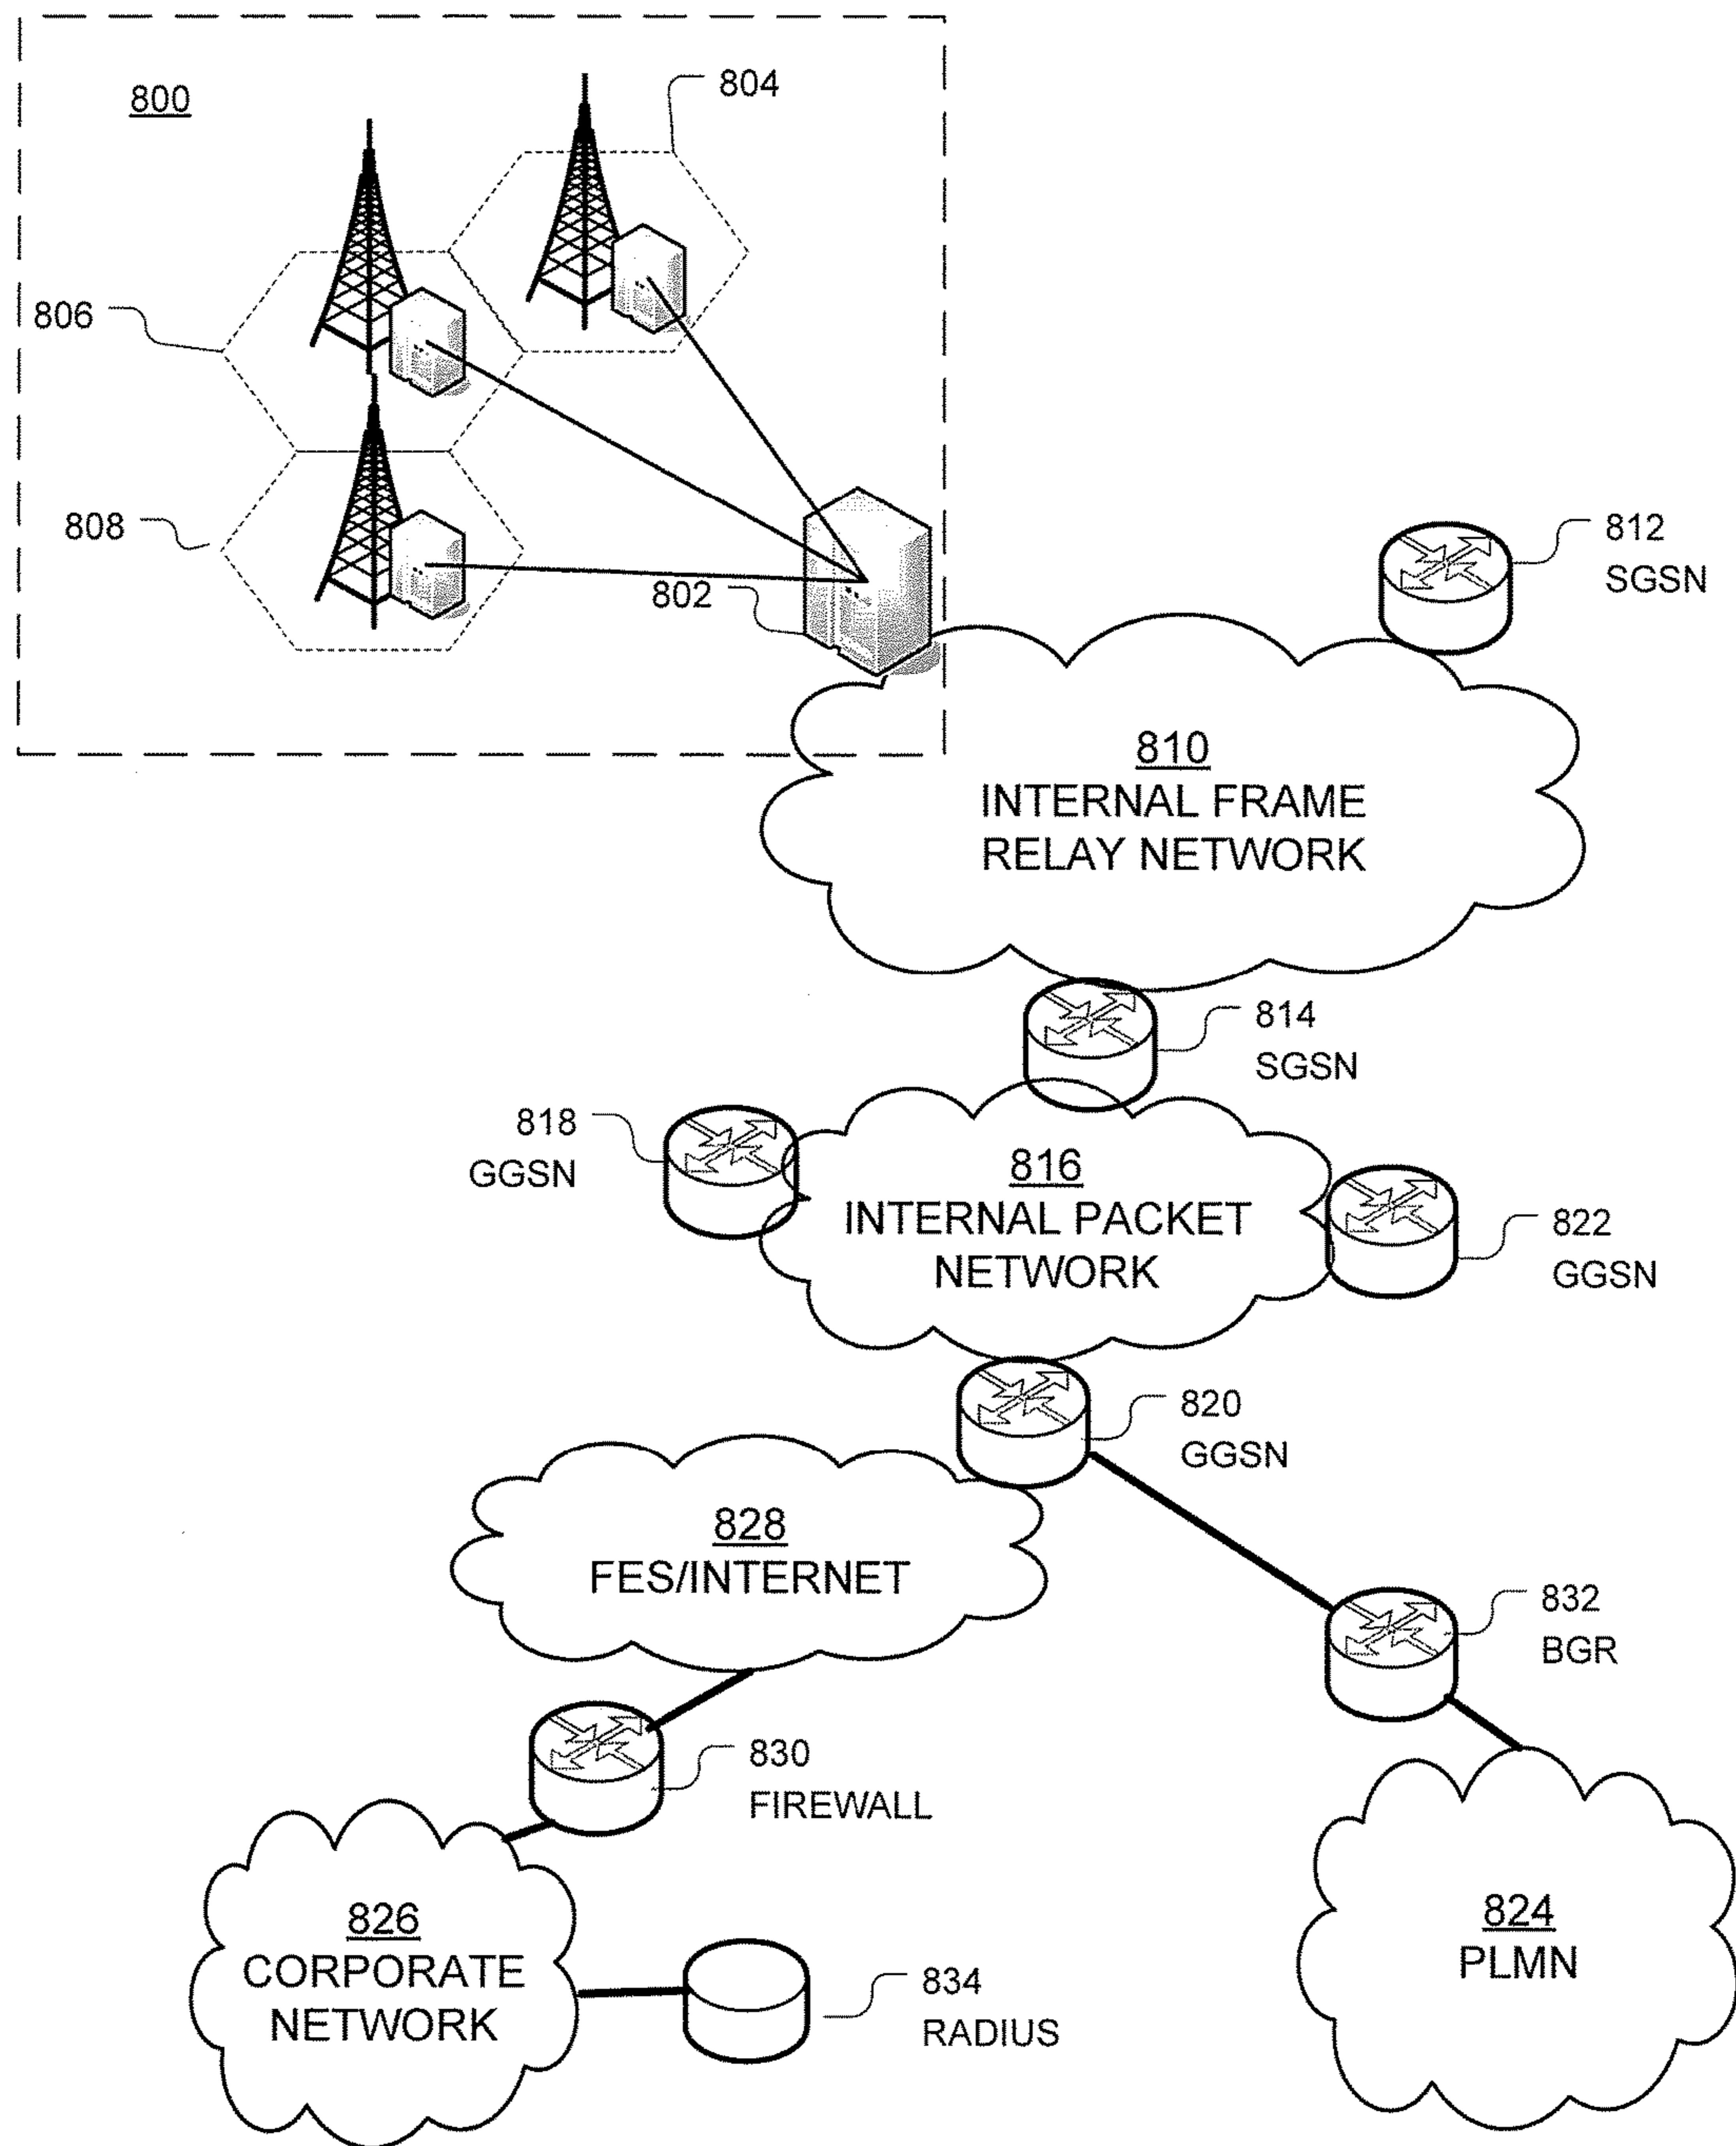 800
804
806
808
802
812
SGSN
810
INTERNAL FRAME
RELAY NETWORK
814
SGSN
818
GGSN
816
INTERNAL PACKET
NETWORK
822
GGSN
820
GGSN
828
FES/INTERNET
832
BGR
830
FIREWALL
826
CORPORATE
NETWORK
834
RADIUS
824
PLMN